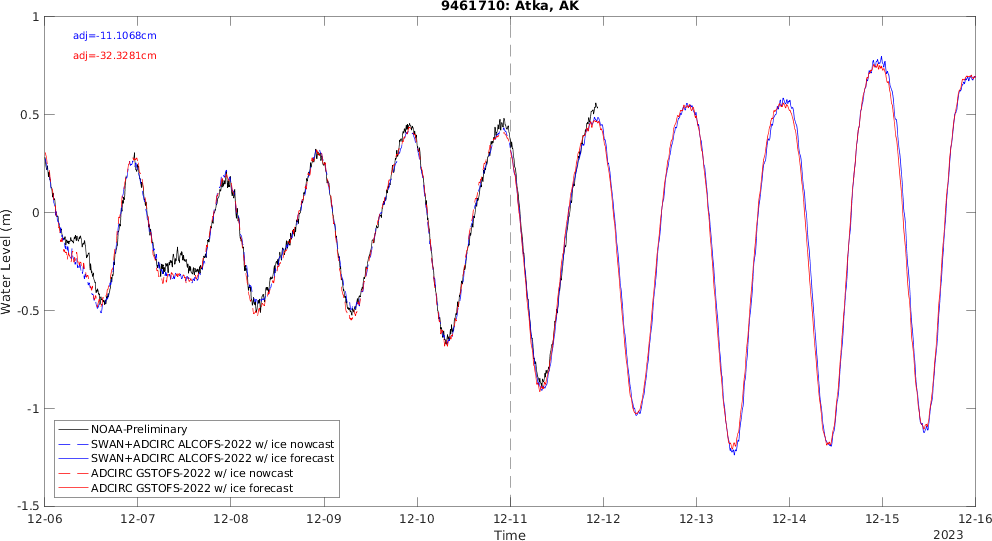 9461710: Atka, AK
adj=-11.1068cm
adj=-32.3281cm
1
0.5
0
-0.5
-1
-1.5
Water Level (m)
NOAA-Preliminary
SWAN+ADCIRC ALCOFS-2022 w/ ice nowcast
SWAN+ADCIRC ALCOFS-2022 w/ ice forecast
ADCIRC GSTOFS-2022 w/ ice nowcast
ADCIRC GSTOFS-2022 w/ ice forecast
12-06 12-07 12-08 12-09 12-10 12-11 12-12 12-13 12-14 12-15 12-16
Time
2023